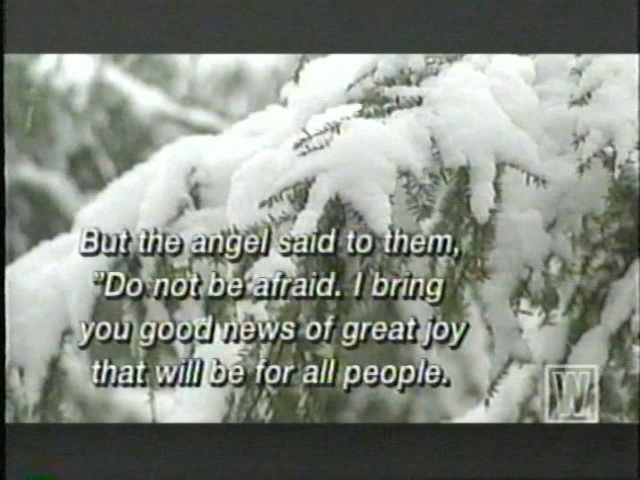 But the angel said to them,
"Do not be afraid. I bring
you good news of great joy
that will be for all people.
W